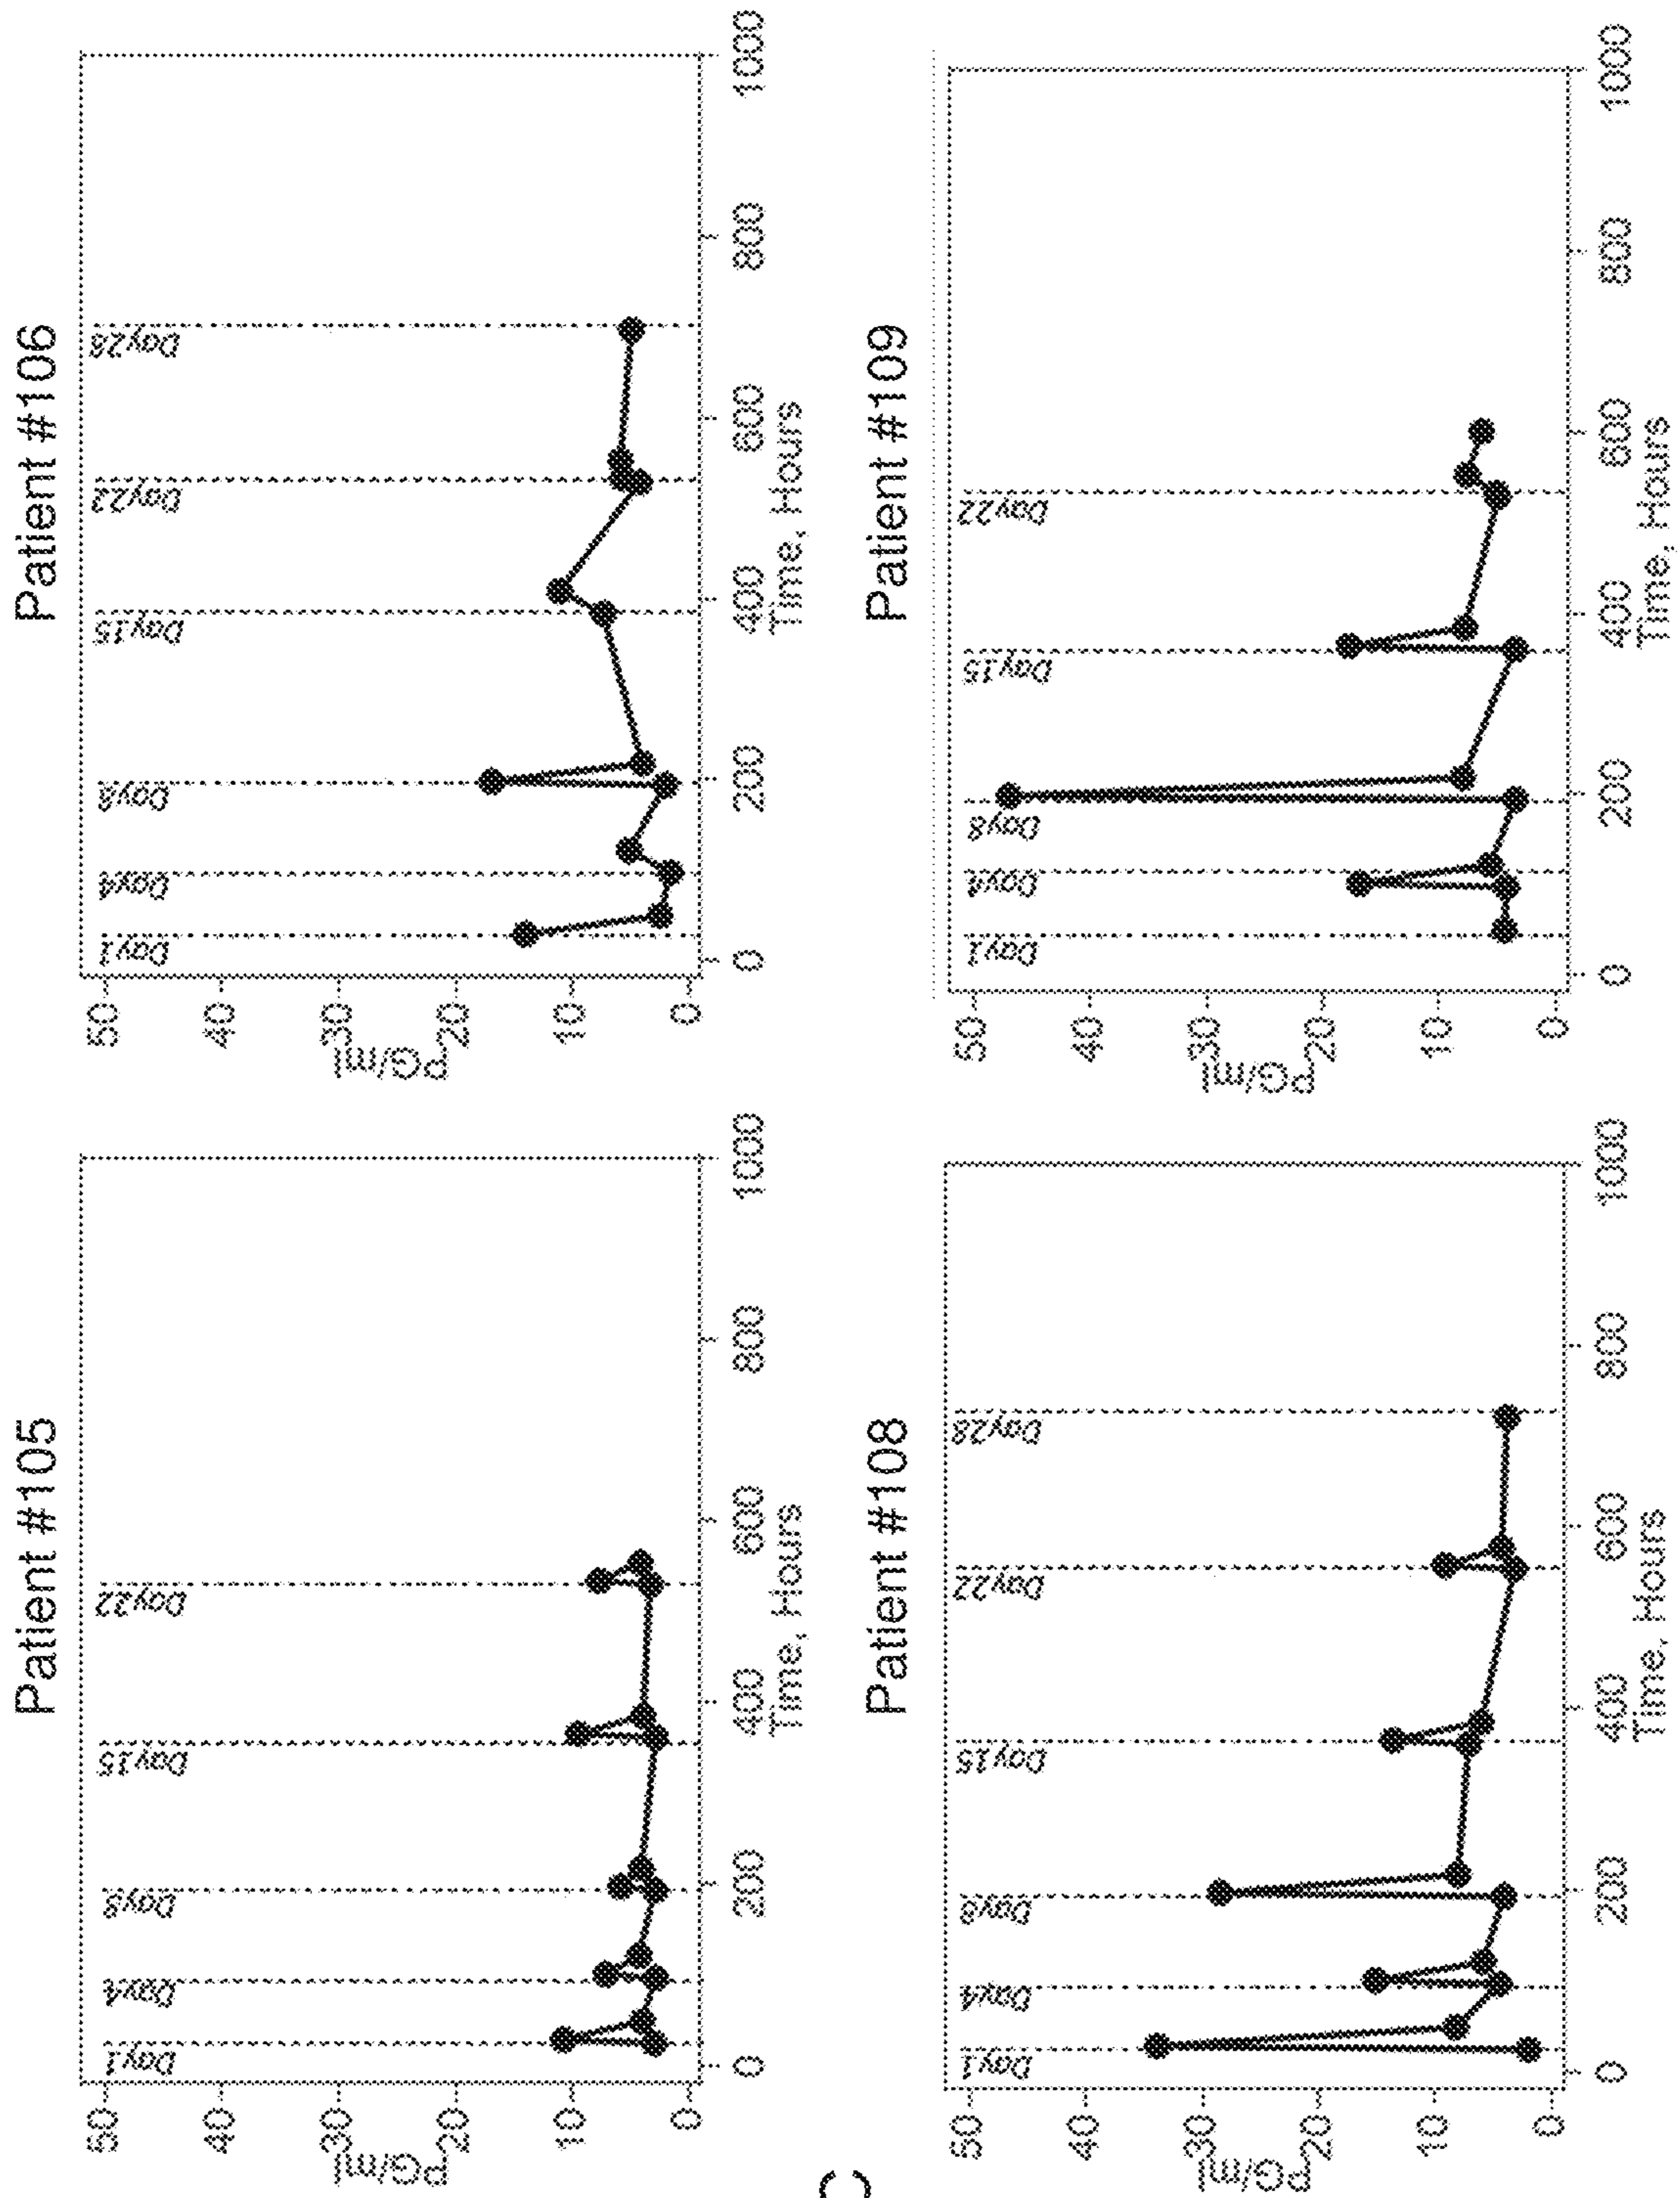 Patient #105
50
40
30
20
10
0
PG/ml
Day1
Day4
Day8
Day15
Day22
0
200
400
600
800
1000
Time, Hours
Patient #106
50
40
30
20
10
0
PG/ml
Day1
Day4
Day8
Day15
Day22
Day28
0
200
400
600
800
1000
Time, Hours
Patient #108
50
40
30
20
10
0
PG/ml
Day1
Day4
Day8
Day15
Day22
Day28
0
200
400
600
800
1000
Time, Hours
Patient #109
50
40
30
20
10
0
PG/ml
Day1
Day4
Day8
Day15
Day22
0
200
400
600
800
1000
Time, Hours